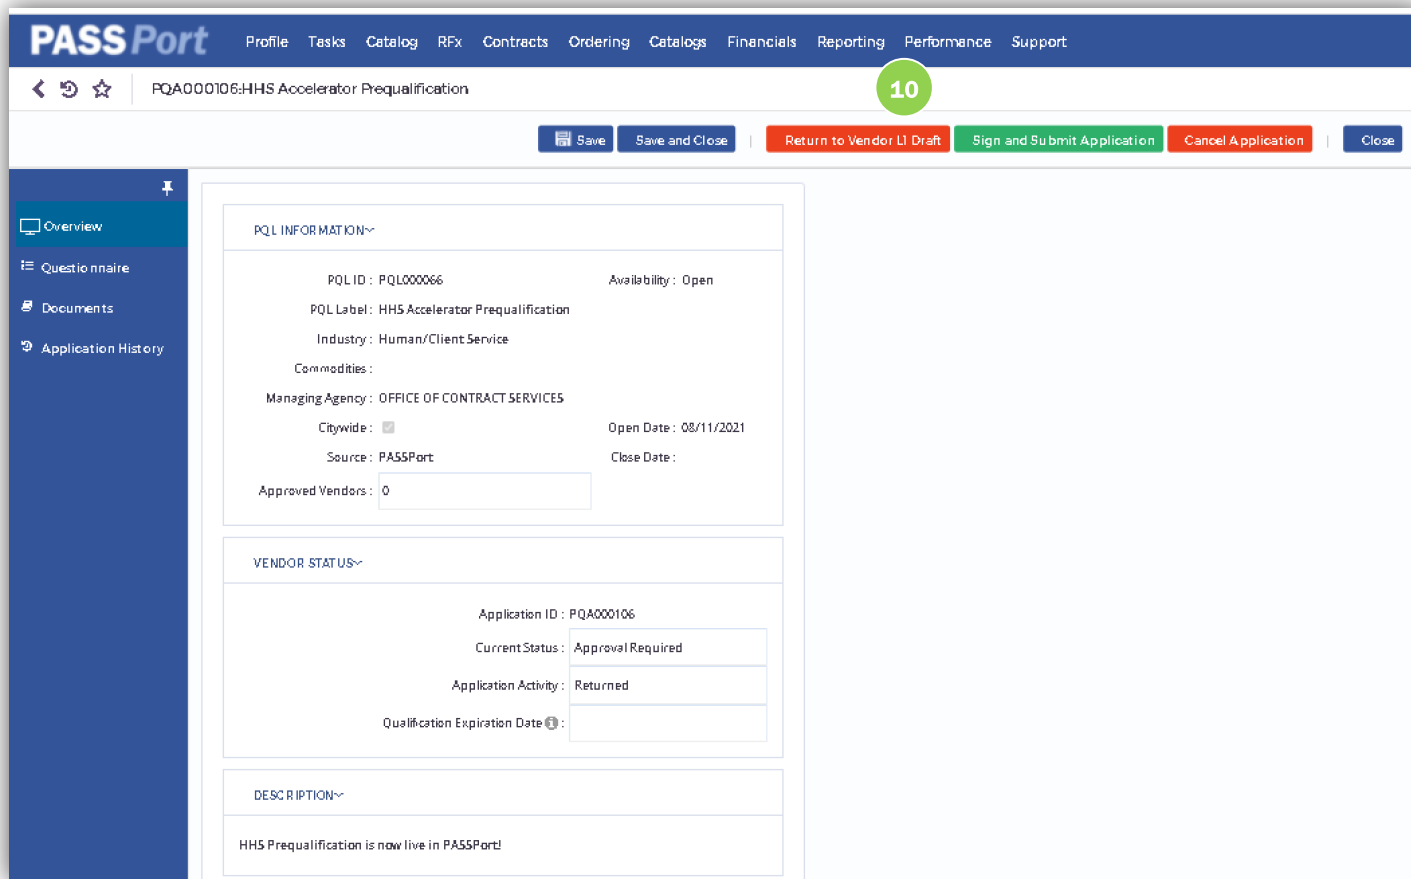 PASSPort Profile Tasks Catalog RFx Contracts Ordering Catalogs Financials Reporting Performance Support
PQA000106:HHS Accelerator Prequalification
10
Save Save and Close | Return to Vendor L1 Draft Sign and Submit Application Cancel Application | Close
Overview
Questionnaire
Documents
Application History
PQL INFORMATION
PQL ID : PQL000066 Availability : Open
PQL Label : HHS Accelerator Prequalification
Industry : Human/Client Service
Commodities :
Managing Agency : OFFICE OF CONTRACT SERVICES
Citywide : Open Date : 08/11/2021
Source : PASSPort Close Date :
Approved Vendors : 0
VENDOR STATUS
Application ID : PQA000106
Current Status : Approval Required
Application Activity : Returned
Qualification Expiration Date :
DESCRIPTION
HHS Prequalification is now live in PASSPort!